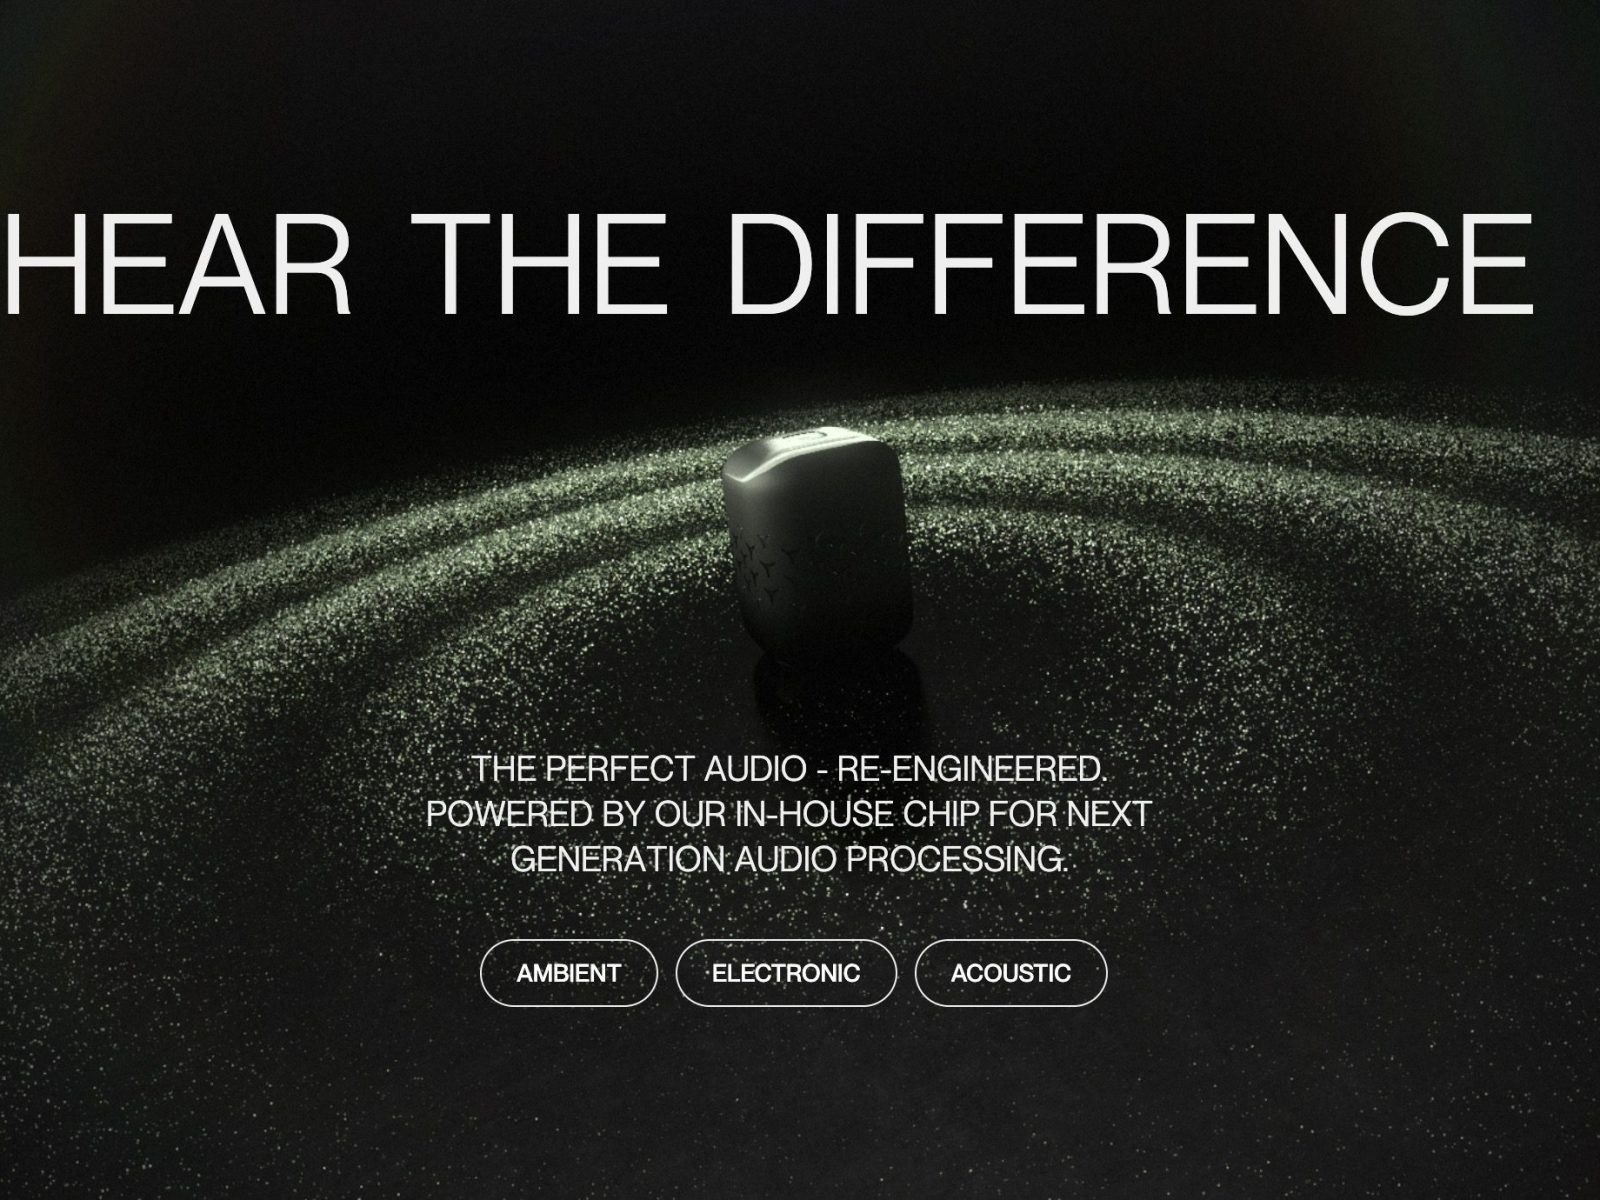 HEAR THE DIFFERENCE
THE PERFECT AUDIO - RE-ENGINEERED.
POWERED BY OUR IN-HOUSE CHIP FOR NEXT
GENERATION AUDIO PROCESSING.
AMBIENT
ELECTRONIC
ACOUSTIC